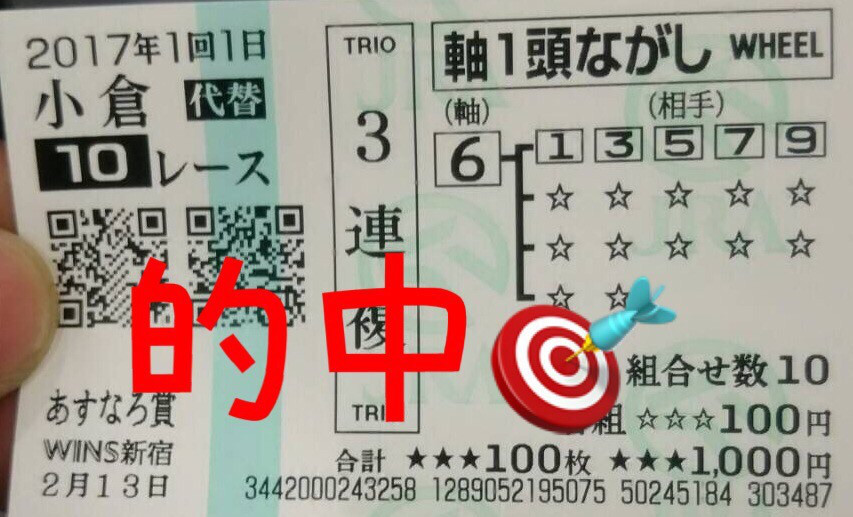 2017年1回1日
小倉 代替
10レース
あすなろ賞
WINS新宿
2月13日
TRIO
3連複
TRI
軸1頭ながし WHEEL
(軸) (相手)
6 1 3 5 7 9
☆ ☆ ☆ ☆ ☆
☆ ☆ ☆ ☆ ☆
☆ ☆
的中
組合せ数10
組 ☆☆☆100円
合計 ★★★100枚 ★★★1,000円
3442000243258 1289052195075 50245184 303487